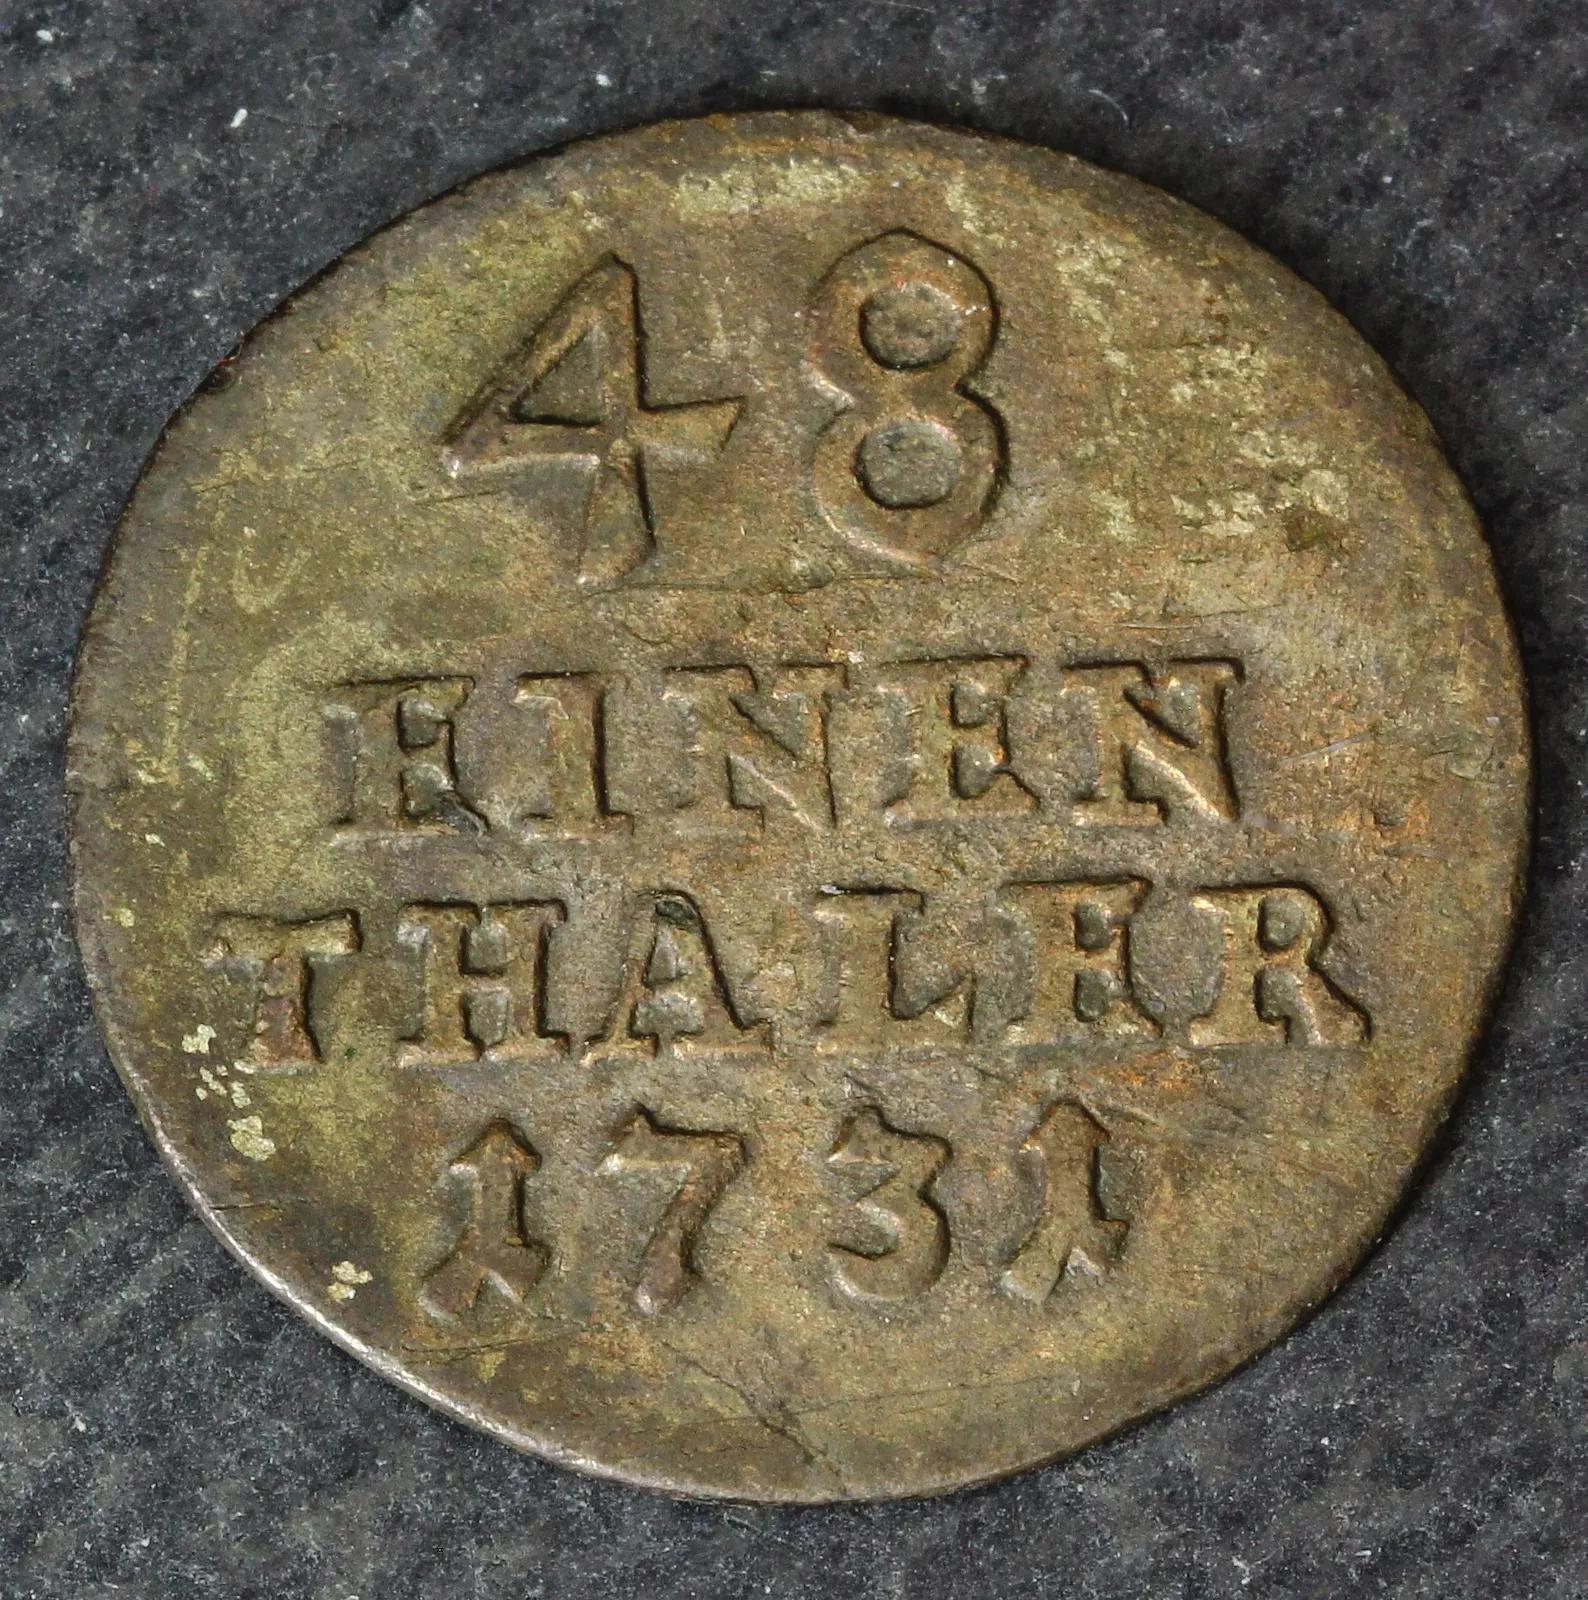 48
EINEN
THALER
1731